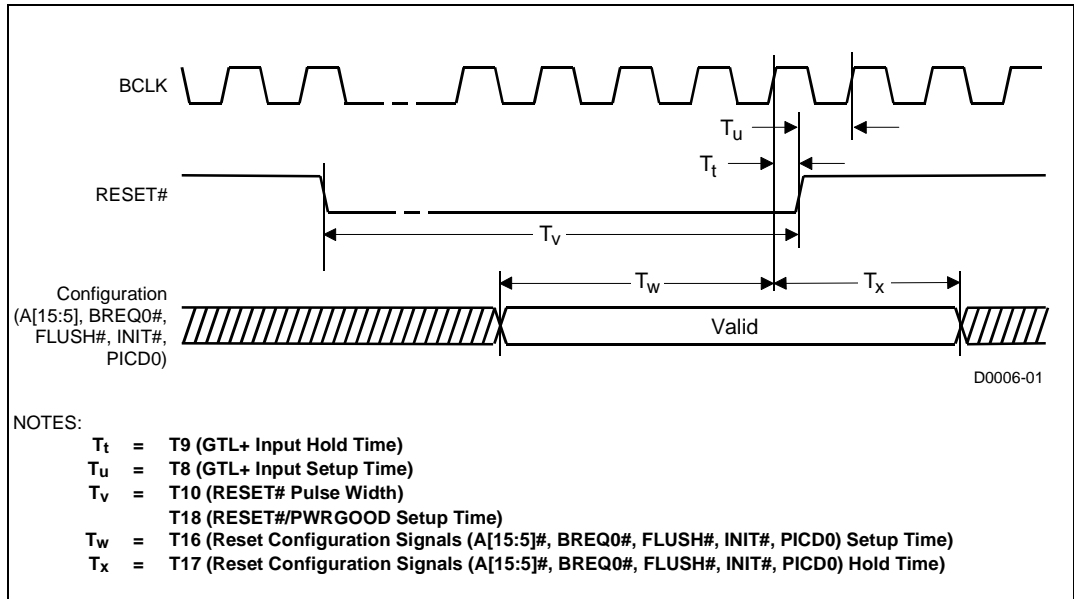 BCLK
Tu
Tt
RESET#
Tv
Tw
Tx
Configuration
(A[15:5], BREQ0#,
FLUSH#, INIT#,
PICD0)
Valid
D0006-01
NOTES:
Tt = T9 (GTL+ Input Hold Time)
Tu = T8 (GTL+ Input Setup Time)
Tv = T10 (RESET# Pulse Width)
T18 (RESET#/PWRGOOD Setup Time)
Tw = T16 (Reset Configuration Signals (A[15:5]#, BREQ0#, FLUSH#, INIT#, PICD0) Setup Time)
Tx = T17 (Reset Configuration Signals (A[15:5]#, BREQ0#, FLUSH#, INIT#, PICD0) Hold Time)